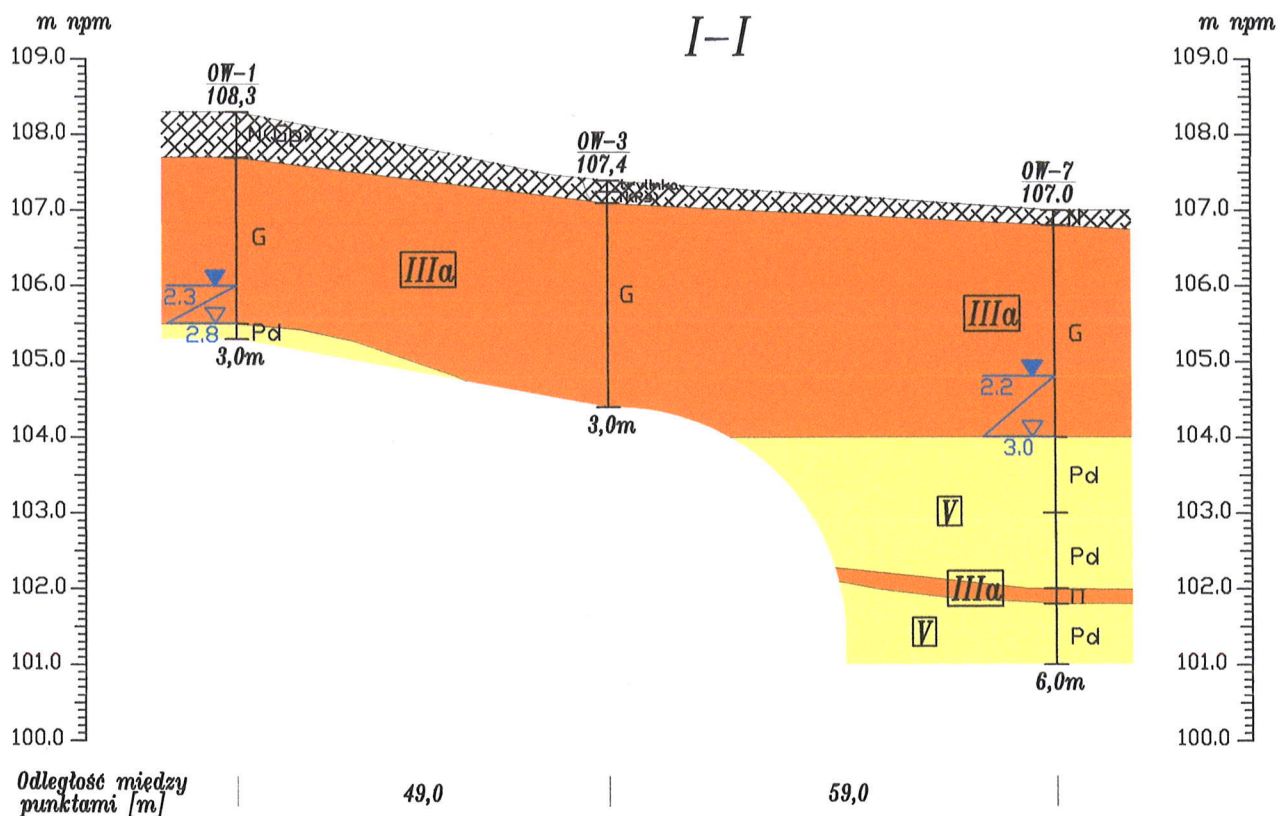 I-I
m npm
m npm
109.0
108.0
107.0
106.0
105.0
104.0
103.0
102.0
101.0
100.0
109.0
108.0
107.0
106.0
105.0
104.0
103.0
102.0
101.0
100.0
OW-1
108,3
G
2.3
2.8
Pd
3,0m
IIIa
OW-3
107,4
trylinka
G
3,0m
OW-7
107.0
N
IIIa
G
2.2
3.0
Pd
V
Pd
IIIa
Π
V
Pd
6,0m
Odległość między
punktami [m]
49,0
59,0